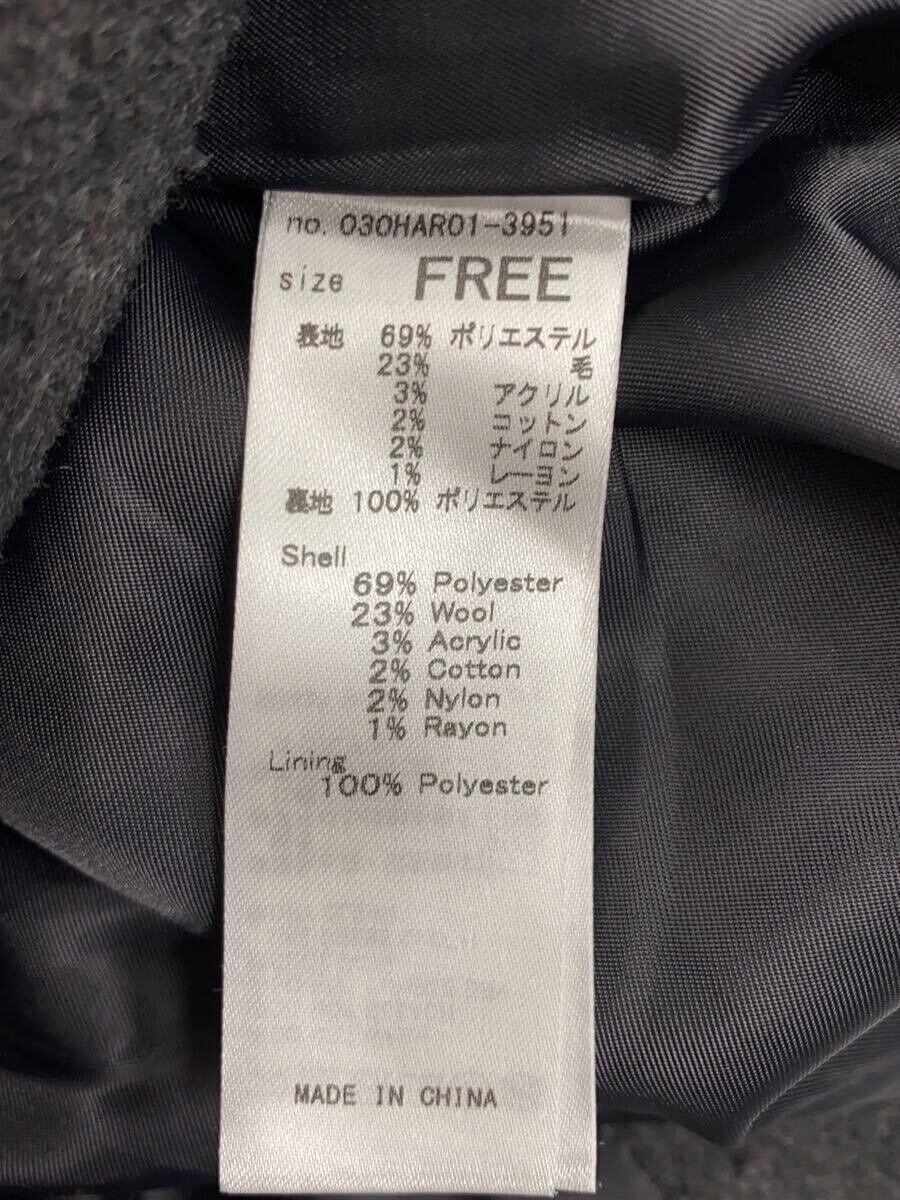 no. 030HAR01-3951
size FREE
表地 69% ポリエステル
23% 毛
3% アクリル
2% コットン
2% ナイロン
1% レーヨン
裏地 100% ポリエステル
Shell
69% Polyester
23% Wool
3% Acrylic
2% Cotton
2% Nylon
1% Rayon
Lining
100% Polyester
MADE IN CHINA